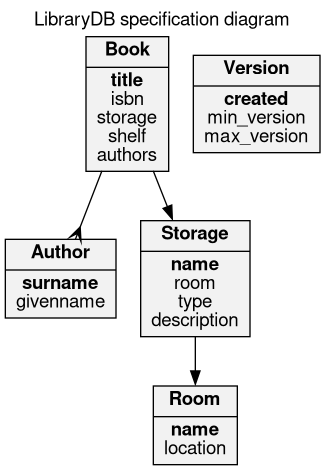 LibraryDB specification diagram
Book
title
isbn
storage
shelf
authors
Version
created
min_version
max_version
Author
surname
givenname
Storage
name
room
type
description
Room
name
location